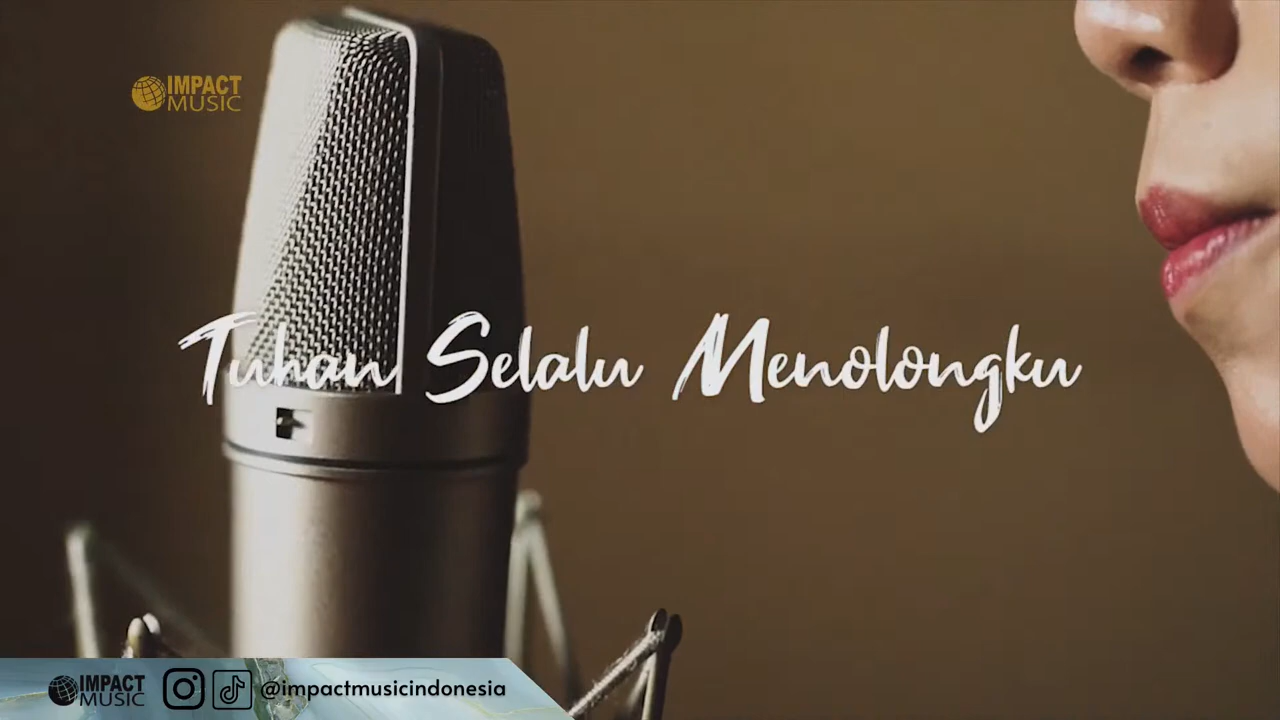 IMPACT
MUSIC
Tuhan Selalu Menolongku
IMPACT
MUSIC
@impactmusicindonesia